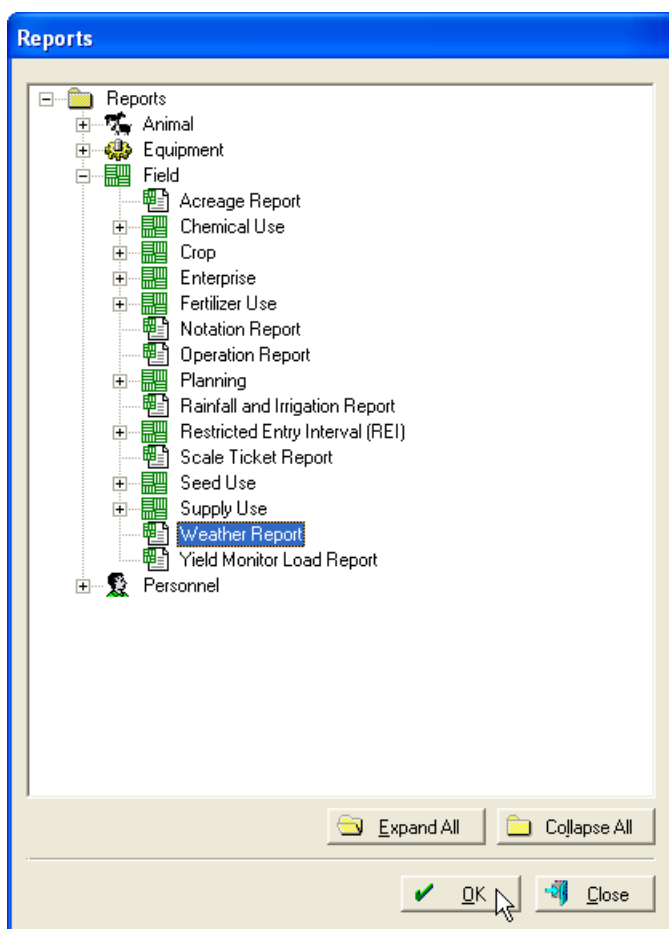 Reports
Reports
Animal
Equipment
Field
Acreage Report
Chemical Use
Crop
Enterprise
Fertilizer Use
Notation Report
Operation Report
Planning
Rainfall and Irrigation Report
Restricted Entry Interval (REI)
Scale Ticket Report
Seed Use
Supply Use
Weather Report
Yield Monitor Load Report
Personnel
Expand All Collapse All
OK Close